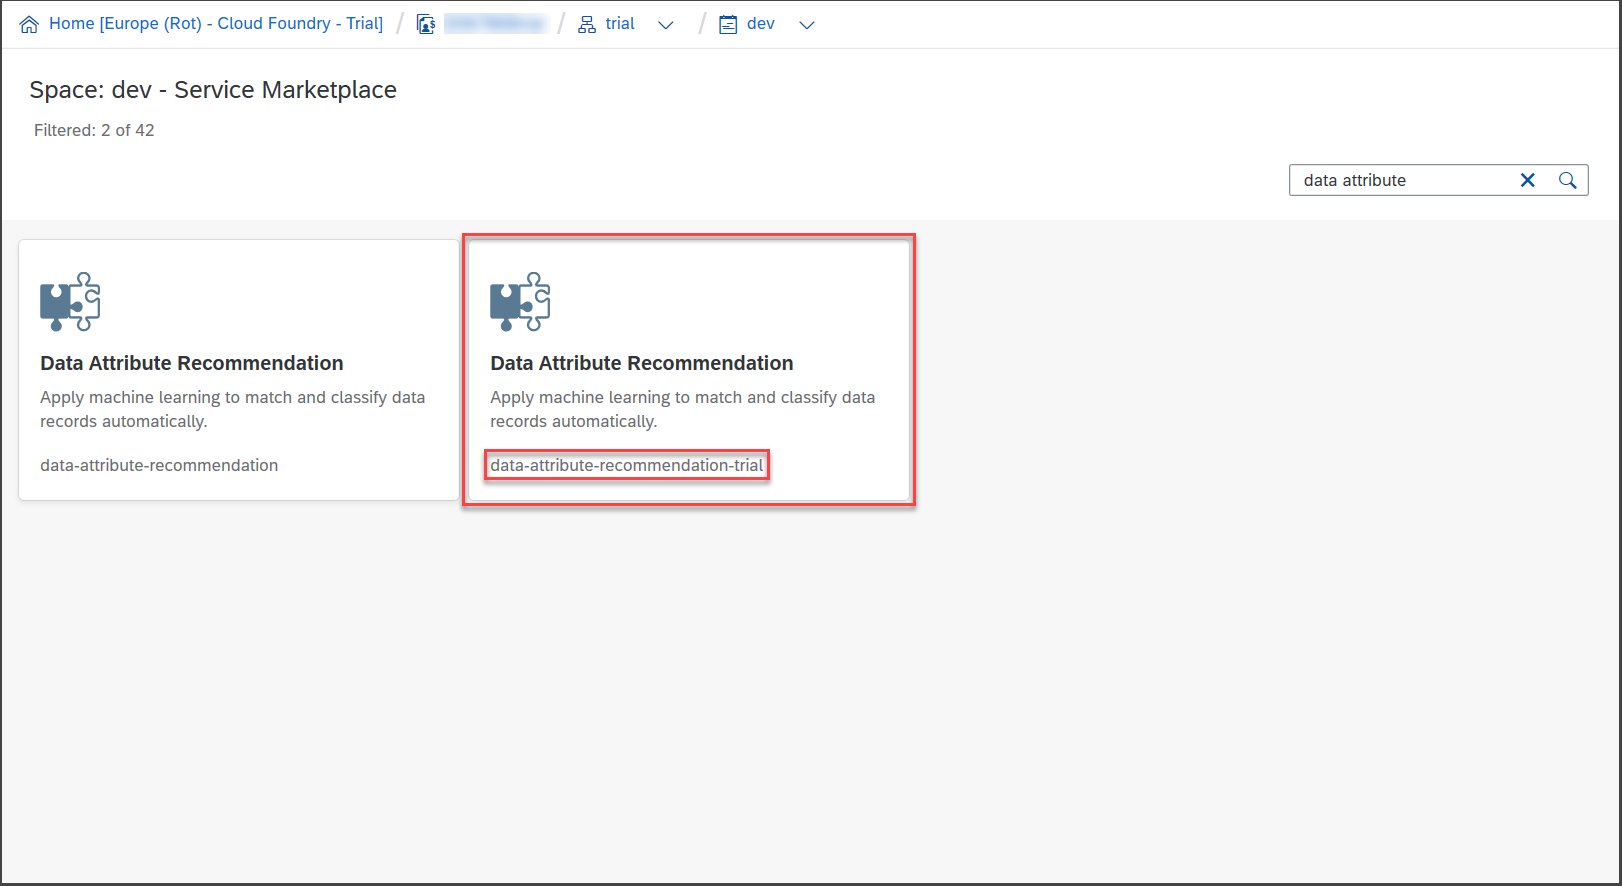 Home [Europe (Rot) - Cloud Foundry - Trial] / / trial / dev
Space: dev - Service Marketplace
Filtered: 2 of 42
data attribute
Data Attribute Recommendation
Apply machine learning to match and classify data
records automatically.
data-attribute-recommendation
Data Attribute Recommendation
Apply machine learning to match and classify data
records automatically.
data-attribute-recommendation-trial